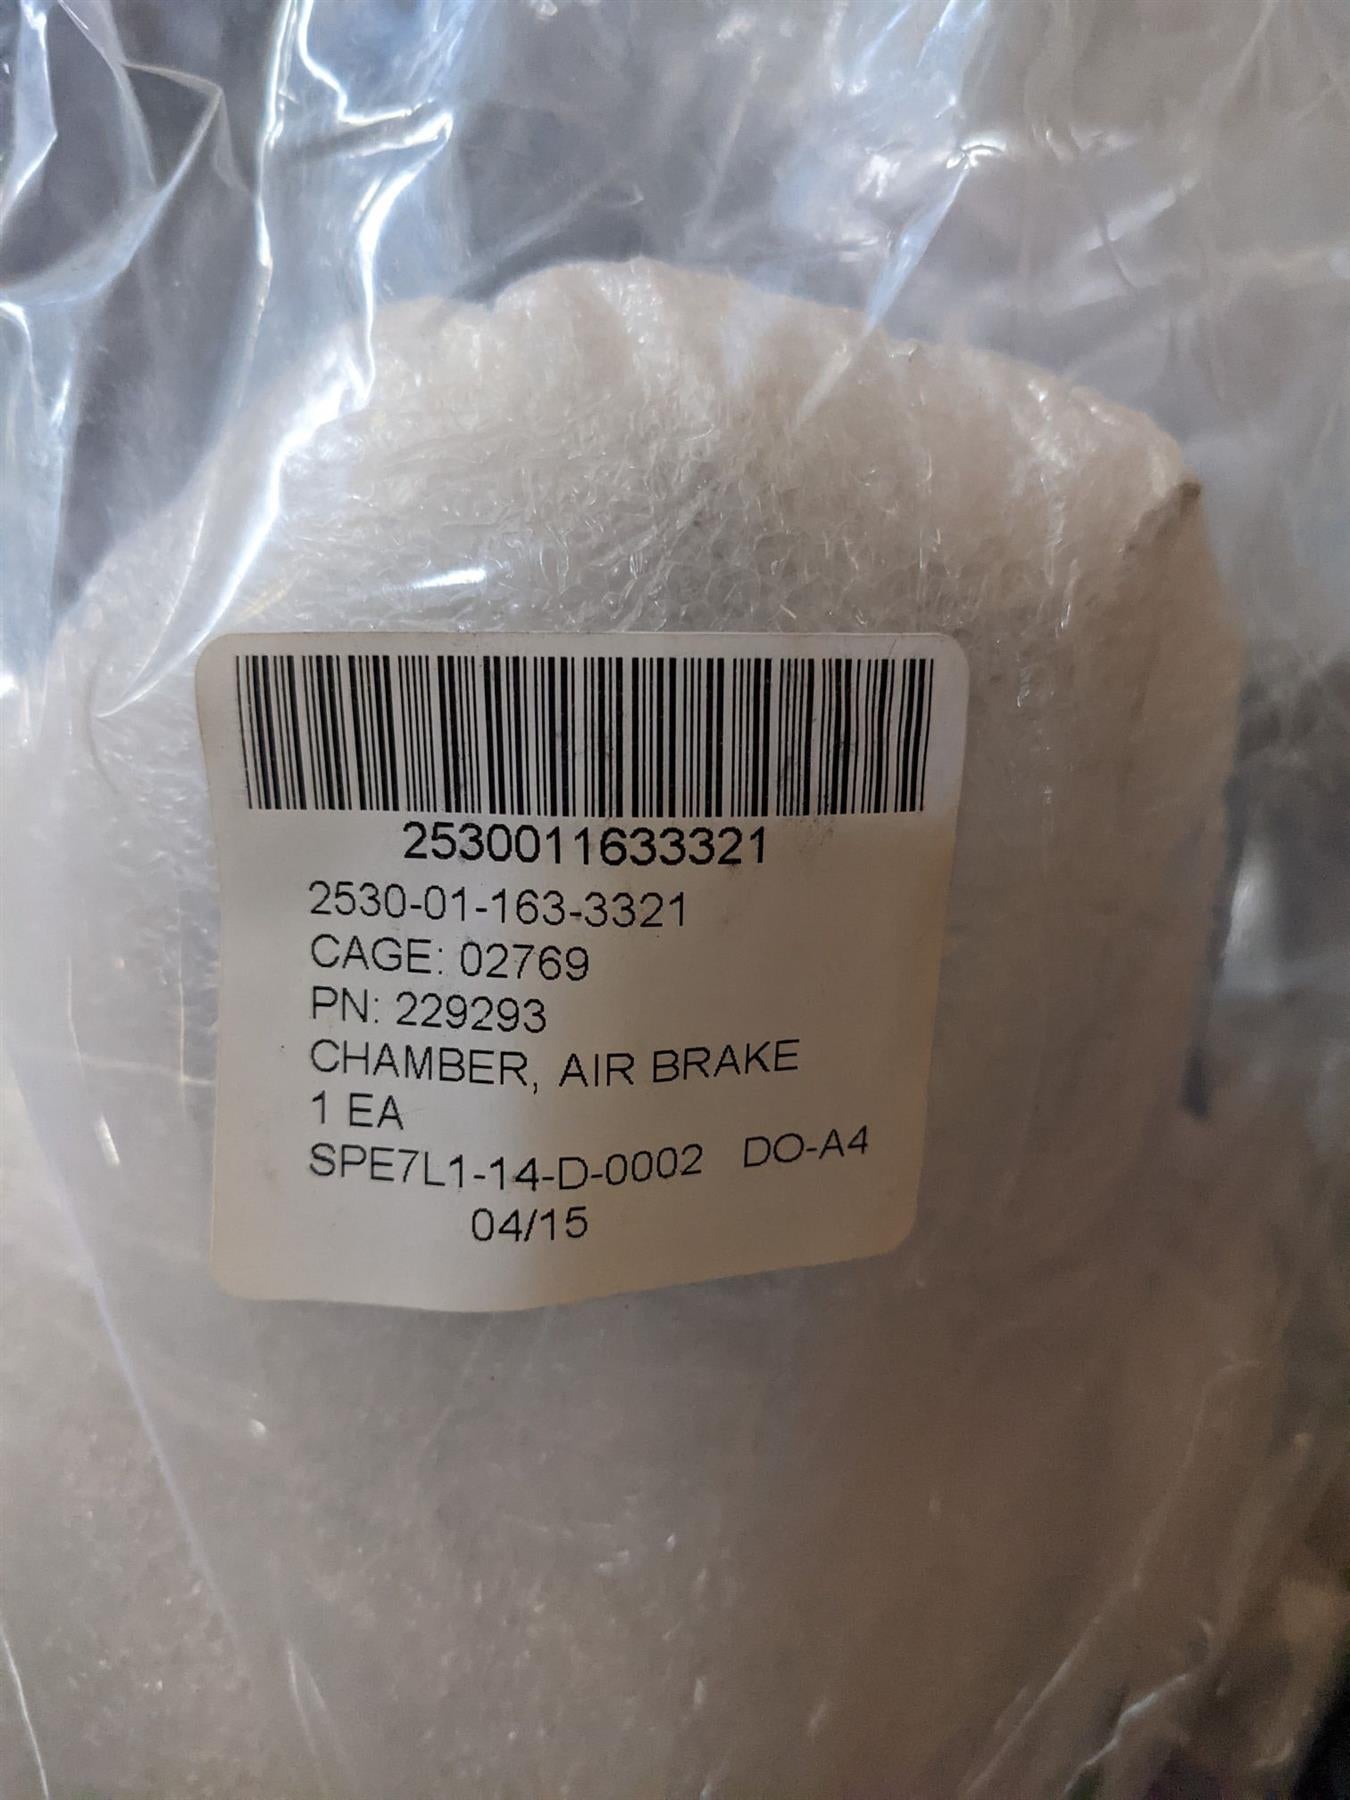 2530011633321
2530-01-163-3321
CAGE: 02769
PN: 229293
CHAMBER, AIR BRAKE
1 EA
SPE7L1-14-D-0002 DO-A4
04/15